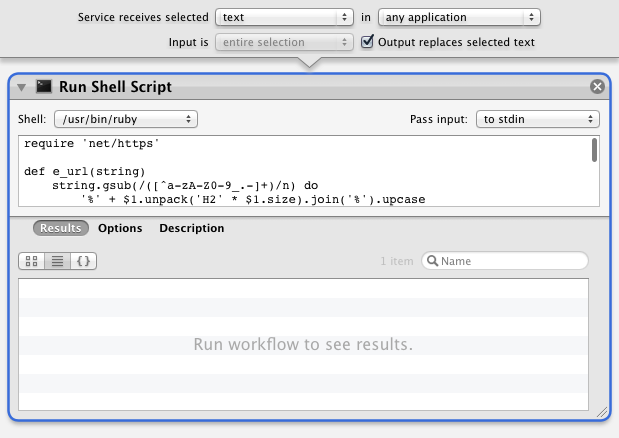 Service receives selected text in any application
Input is entire selection Output replaces selected text
Run Shell Script
Shell: /usr/bin/ruby Pass input: to stdin
require 'net/https'
def e_url(string)
string.gsub(/([^a-zA-Z0-9_.-]+)/n) do
'%' + $1.unpack('H2' * $1.size).join('%').upcase
Results Options Description
{} 1 item Name
Run workflow to see results.